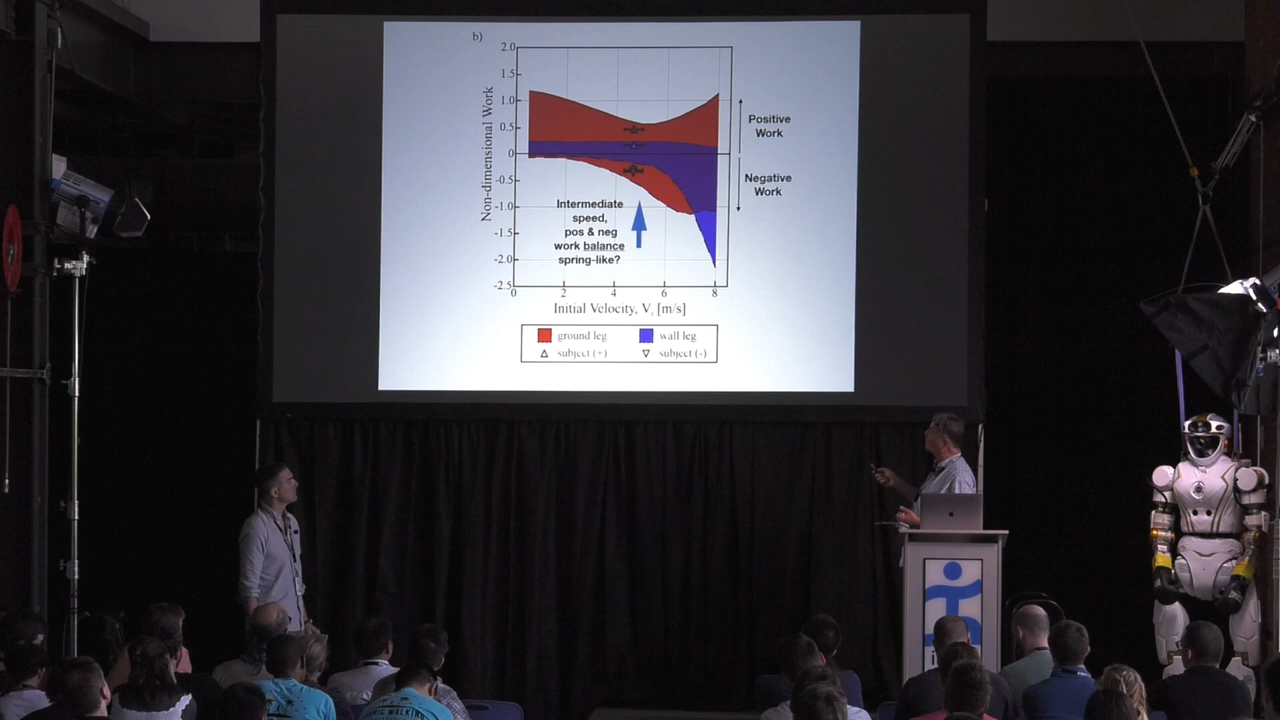 b)
2.0
1.5
1.0
0.5
0
-0.5
-1.0
-1.5
-2.0
-2.5
Non-dimensional Work
Positive
Work
Negative
Work
Intermediate
speed,
pos & neg
work balance
spring-like?
0 2 4 6 8
Initial Velocity, Vi [m/s]
ground leg wall leg
subject (+) subject (-)
WALKING